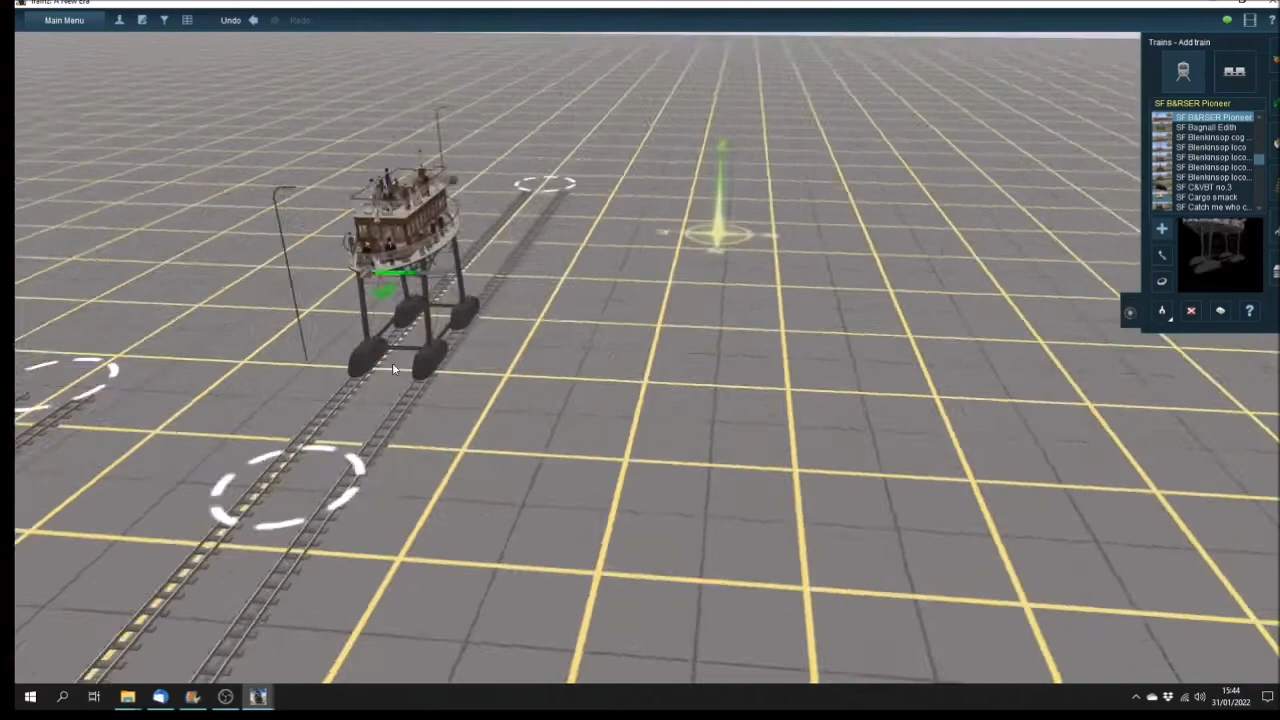 Trainz: A New Era
Main Menu
Undo
Redo
?
Trains - Add train
SF B&RSER Pioneer
SF B&RSER Pioneer
SF Bagnall Edith
SF Blenkinsop cog ...
SF Blenkinsop loco
SF Blenkinsop loco...
SF Blenkinsop loco...
SF Blenkinsop loco...
SF C&VBT no.3
SF Cargo smack
SF Catch me who c...
?
15:44
31/01/2022